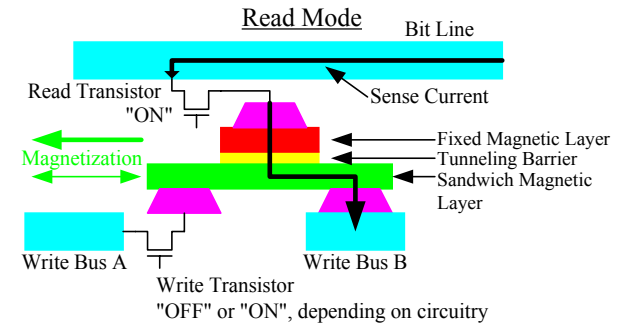 Read Mode
Bit Line
Read Transistor
"ON"
Sense Current
Fixed Magnetic Layer
Tunneling Barrier
Sandwich Magnetic
Layer
Magnetization
Write Bus A
Write Bus B
Write Transistor
"OFF" or "ON", depending on circuitry